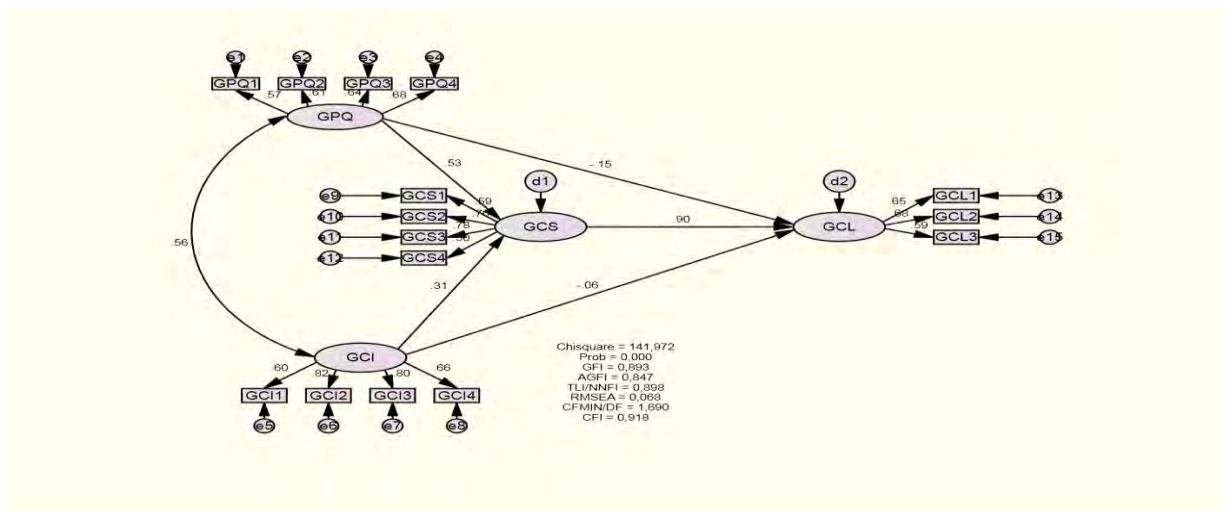 e1 e2 e3 e4
GPQ1 GPQ2 GPQ3 GPQ4
.57 .61 .64 .68
GPQ
-.15
.53
d1 d2
e9 GCS1 .59
e10 GCS2
e11 GCS3 .78
e12 GCS4
GCS
90
GCL
65 GCL1 e13
.68 GCL2 e14
.59 GCL3 e15
.56
.31
-.06
GCI
.60 .82 .80 .66
GCI1 GCI2 GCI3 GCI4
e5 e6 e7 e8
Chisquare = 141,972
Prob = 0,000
GFI = 0,893
AGFI = 0,847
TLI/NNFI = 0,898
RMSEA = 0,068
CFMIN/DF = 1,690
CFI = 0,918